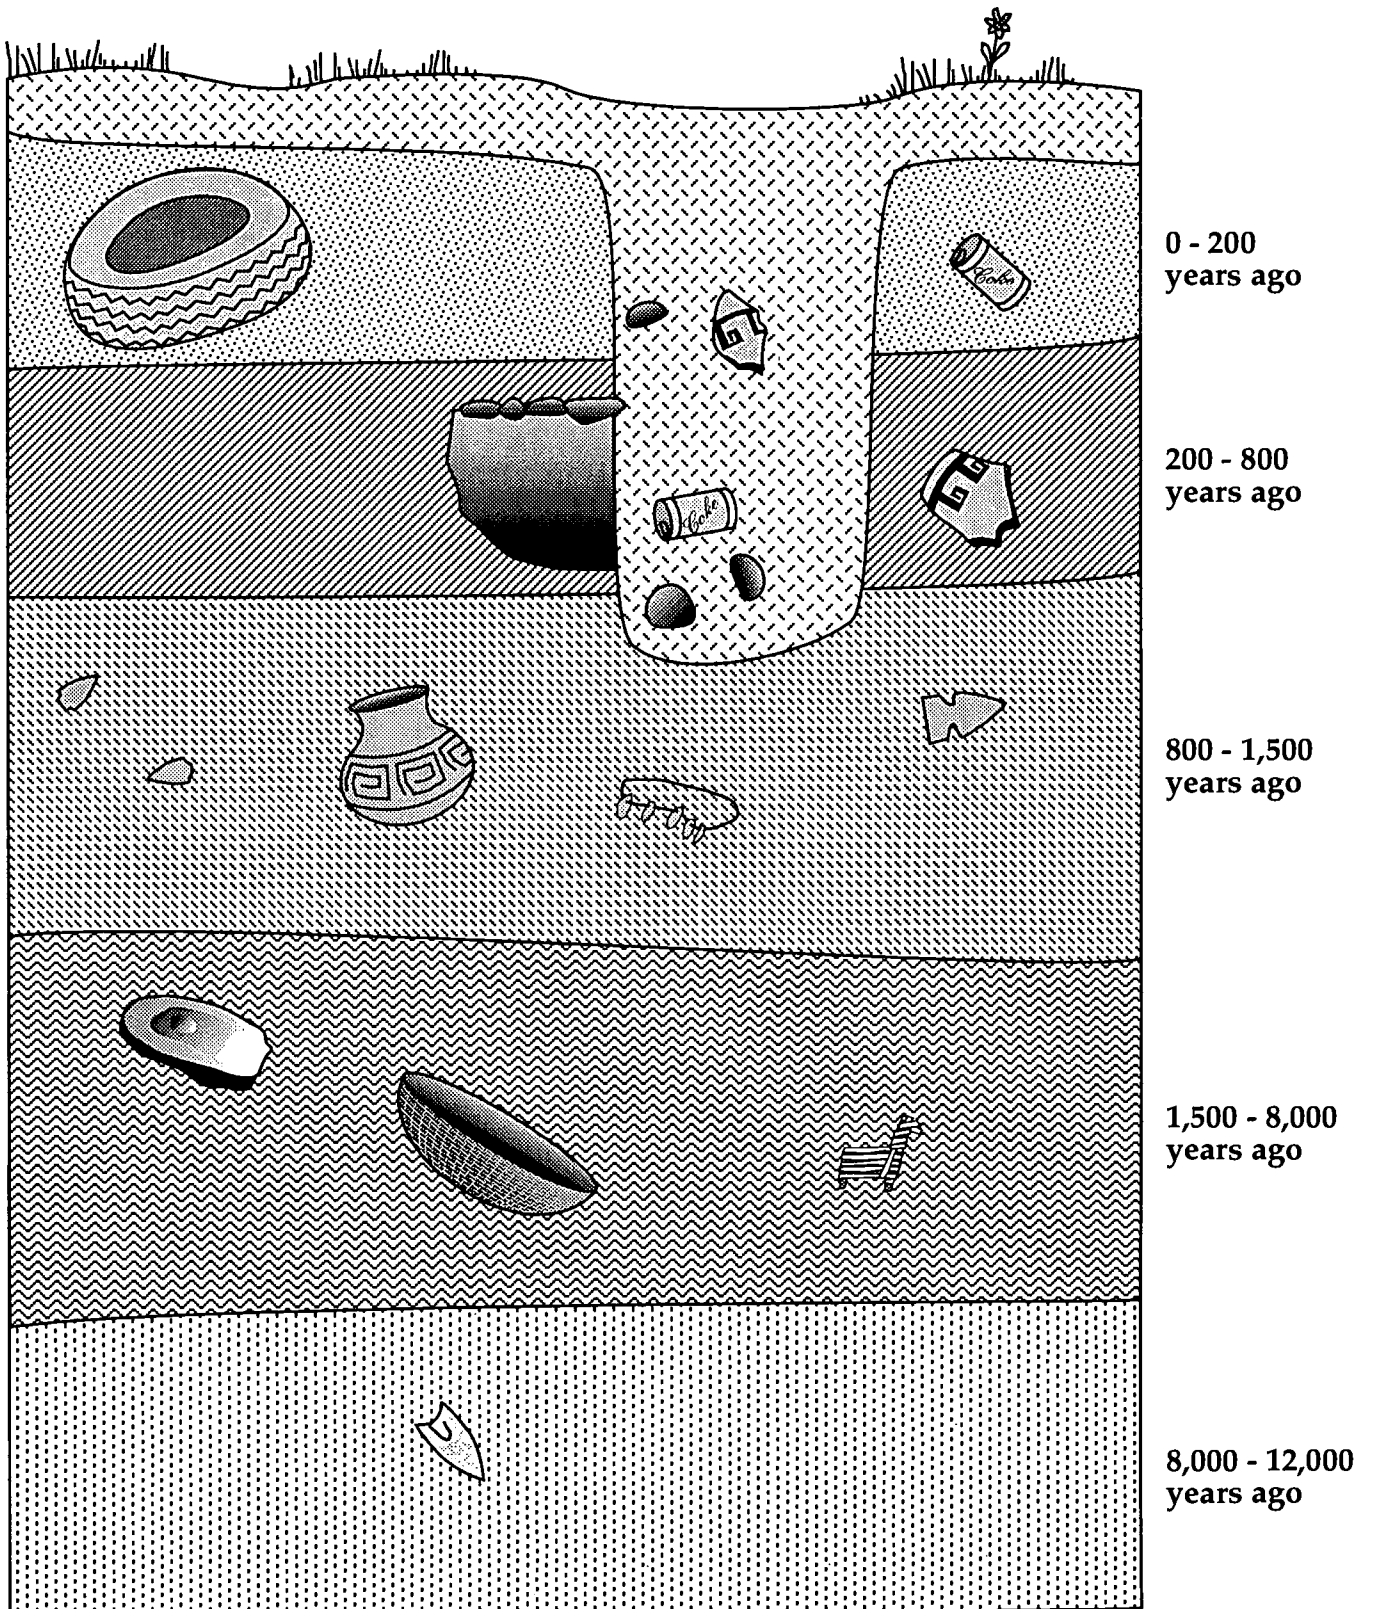 0 - 200
years ago
Coke
200 - 800
years ago
Coke
800 - 1,500
years ago
1,500 - 8,000
years ago
8,000 - 12,000
years ago